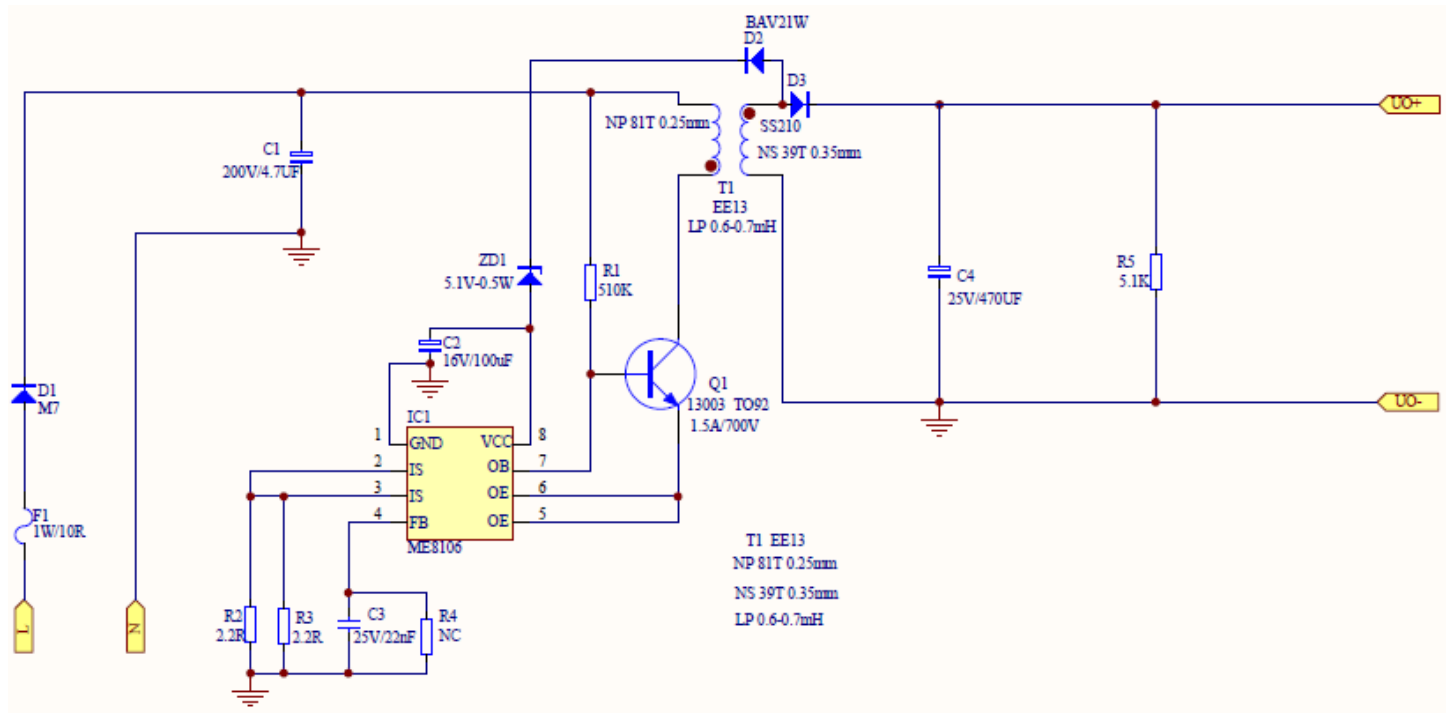 BAV21W
D2
D3
UO+
NP 81T 0.25mm
SS210
NS 39T 0.35mm
C1
200V/4.7UF
T1
EE13
LP 0.6-0.7mH
ZD1
5.1V-0.5W
R1
510K
C4
25V/470UF
R5
5.1K
C2
16V/100uF
D1
M7
Q1
13003 TO92
1.5A/700V
UO-
IC1
1
GND
VCC
8
2
IS
OB
7
3
IS
OE
6
4
FB
OE
5
ME8106
F1
1W/10R
T1 EE13
NP 81T 0.25mm
NS 39T 0.35mm
LP 0.6-0.7mH
R2
2.2R
R3
2.2R
C3
25V/22nF
R4
NC
L
N